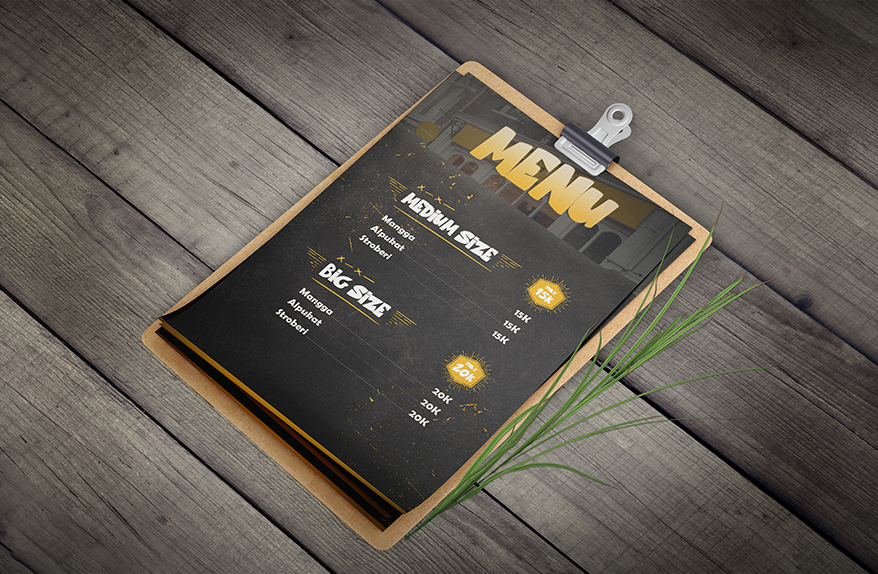 MENU
MEDIUM SIZE
Mangga
Alpukat
Stroberi
15k
15K
15K
15K
BIG SIZE
Mangga
Alpukat
Stroberi
20k
20K
20K
20K